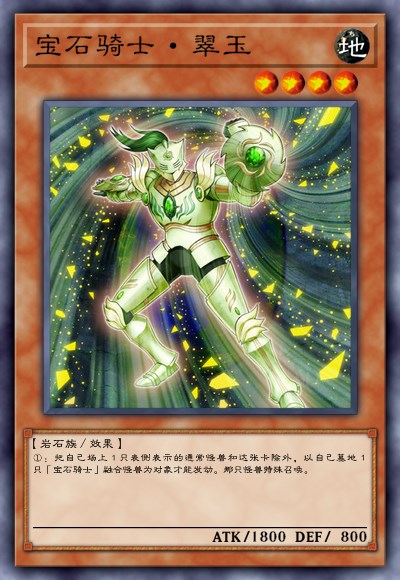 宝石骑士・翠玉
地
【岩石族／效果】
①：把自己场上1只表侧表示的通常怪兽和这张卡除外，以自己墓地1
只「宝石骑士」融合怪兽为对象才能发动。那只怪兽特殊召唤。
ATK/1800 DEF/ 800